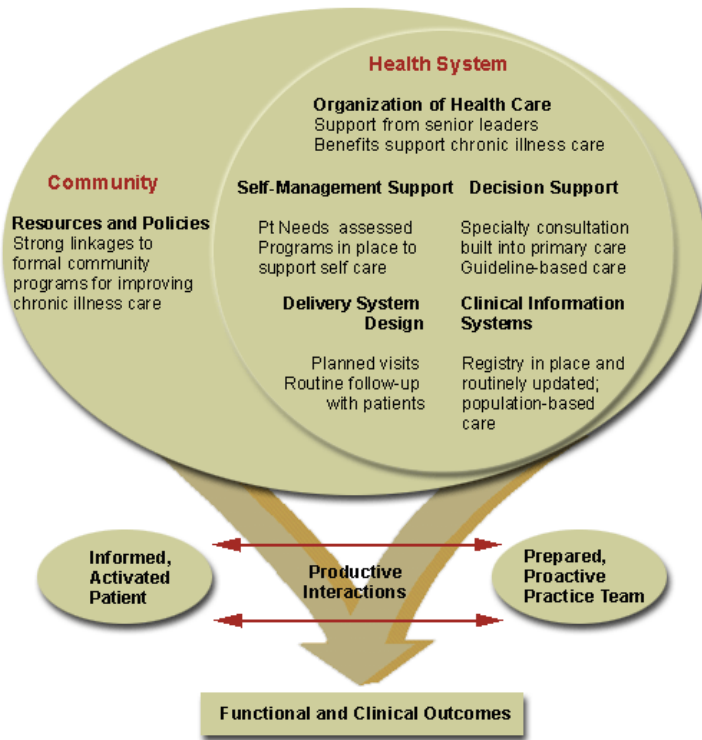 Health System
Organization of Health Care
Support from senior leaders
Benefits support chronic illness care
Community
Resources and Policies
Strong linkages to
formal community
programs for improving
chronic illness care
Self-Management Support
Pt Needs assessed
Programs in place to
support self care
Decision Support
Specialty consultation
built into primary care
Guideline-based care
Delivery System
Design
Planned visits
Routine follow-up
with patients
Clinical Information
Systems
Registry in place and
routinely updated;
population-based
care
Informed,
Activated
Patient
Productive
Interactions
Prepared,
Proactive
Practice Team
Functional and Clinical Outcomes